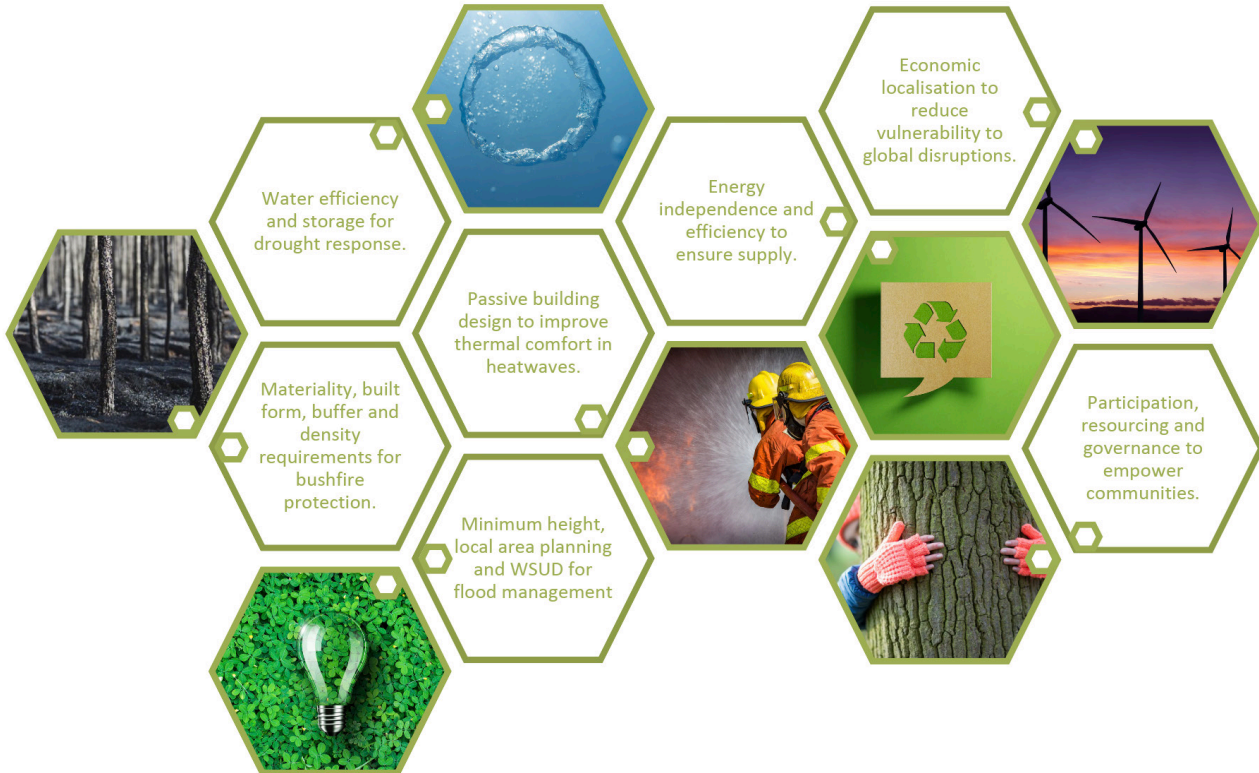 Water efficiency
and storage for
drought response.
Materiality, built
form, buffer and
density
requirements for
bushfire
protection.
Passive building
design to improve
thermal comfort in
heatwaves.
Minimum height,
local area planning
and WSUD for
flood management
Energy
independence and
efficiency to
ensure supply.
Economic
localisation to
reduce
vulnerability to
global disruptions.
Participation,
resourcing and
governance to
empower
communities.